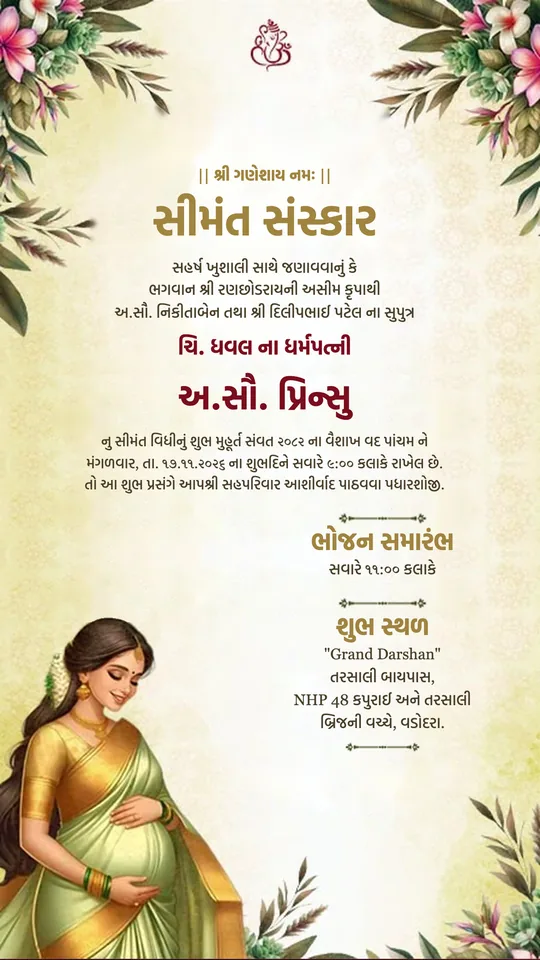 || શ્રી ગણેશાય નમઃ ||
સીમંત સંસ્કાર
સહર્ષ ખુશાલી સાથે જણાવવાનું કે
ભગવાન શ્રી રણછોડરાયની અસીમ કૃપાથી
અ.સૌ. નિકીતાબેન તથા શ્રી દિલીપભાઈ પટેલ ના સુપુત્ર
ચિ. ધવલ ના ધર્મપત્ની
અ.સૌ. પ્રિન્સુ
નુ સીમંત વિધીનું શુભ મુહૂર્ત સંવત ૨૦૮૨ ના વૈશાખ વદ પાંચમ ને
મંગળવાર, તા. ૧૭.૧૧.૨૦૨૬ ના શુભદિને સવારે ૯:૦૦ કલાકે રાખેલ છે.
તો આ શુભ પ્રસંગે આપશ્રી સહપરિવાર આશીર્વાદ પાઠવવા પધારશોજી.
ભોજન સમારંભ
સવારે ૧૧:૦૦ કલાકે
શુભ સ્થળ
"Grand Darshan"
તરસાલી બાયપાસ,
NHP 48 કપુરાઈ અને તરસાલી
બ્રિજની વચ્ચે, વડોદરા.